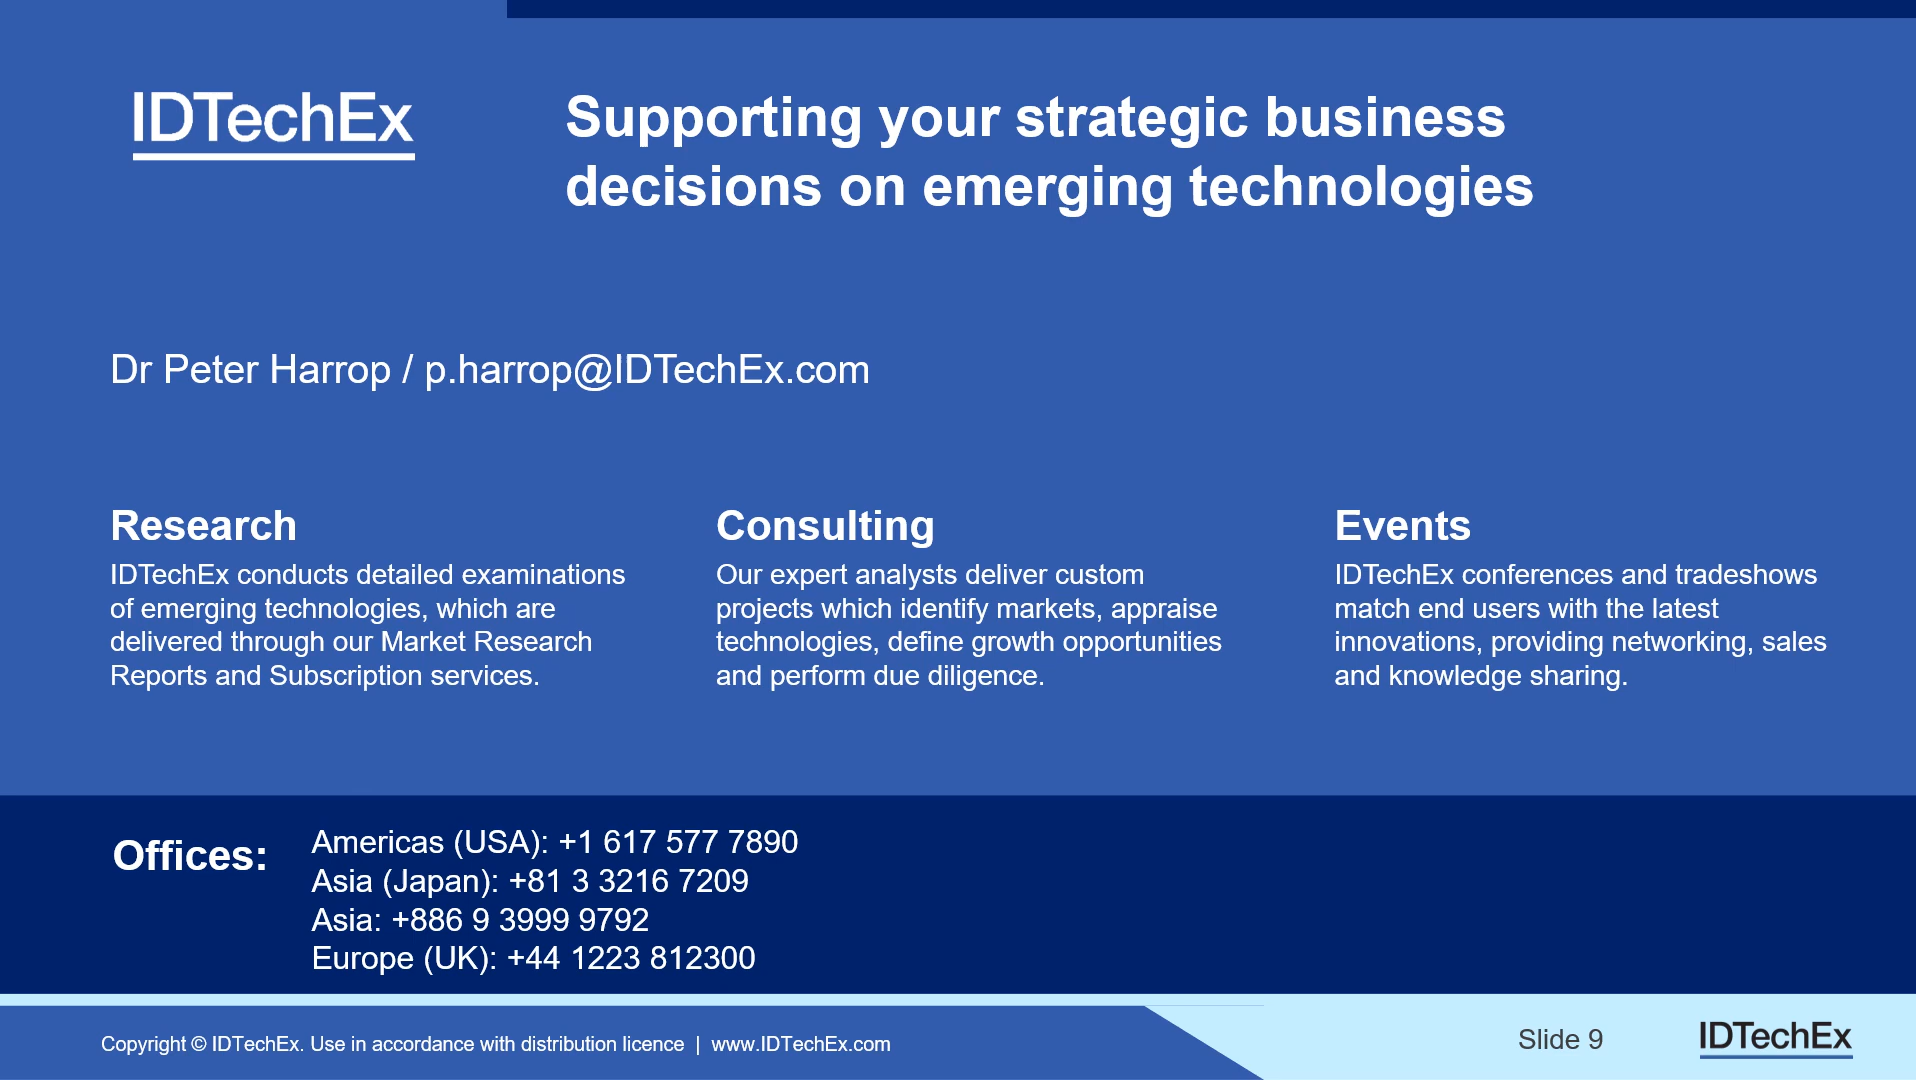 IDTechEx
Supporting your strategic business
decisions on emerging technologies
Dr Peter Harrop / p.harrop@IDTechEx.com
Research
IDTechEx conducts detailed examinations
of emerging technologies, which are
delivered through our Market Research
Reports and Subscription services.
Consulting
Our expert analysts deliver custom
projects which identify markets, appraise
technologies, define growth opportunities
and perform due diligence.
Events
IDTechEx conferences and tradeshows
match end users with the latest
innovations, providing networking, sales
and knowledge sharing.
Offices:
Americas (USA): +1 617 577 7890
Asia (Japan): +81 3 3216 7209
Asia: +886 9 3999 9792
Europe (UK): +44 1223 812300
Copyright © IDTechEx. Use in accordance with distribution licence | www.IDTechEx.com
Slide 9
IDTechEx